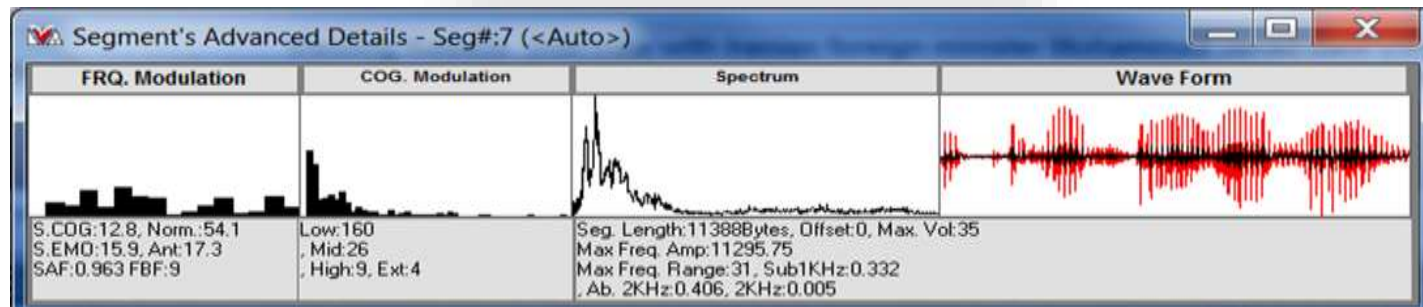 Segment's Advanced Details - Seg#:7 (<Auto>)
FRQ. Modulation
COG. Modulation
Spectrum
Wave Form
S.COG:12.8, Norm.:54.1
S.EMO:15.9, Ant:17.3
SAF:0.963 FBF:9
Low:160
, Mid:26
, High:9, Ext:4
Seg. Length:11388Bytes, Offset:0, Max. Vol:35
Max Freq. Amp:11295.75
Max Freq. Range:31, Sub1KHz:0.332
, Ab. 2KHz:0.406, 2KHz:0.005